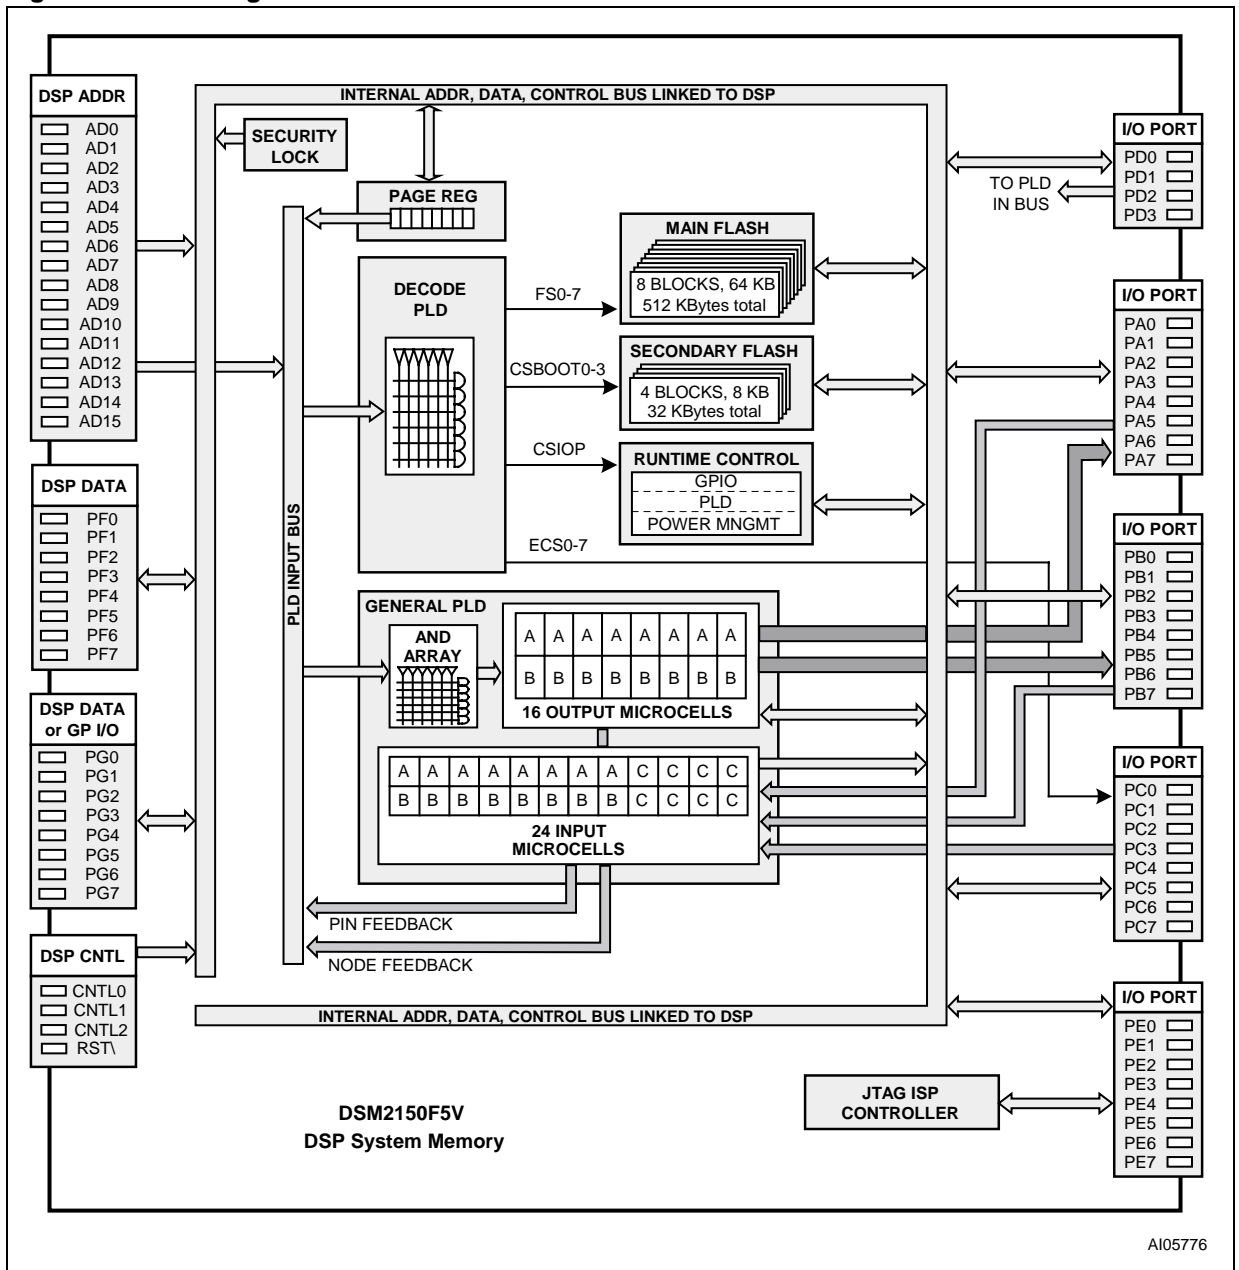 INTERNAL ADDR, DATA, CONTROL BUS LINKED TO DSP
DSP ADDR
AD0
AD1
AD2
AD3
AD4
AD5
AD6
AD7
AD8
AD9
AD10
AD11
AD12
AD13
AD14
AD15
DSP DATA
PF0
PF1
PF2
PF3
PF4
PF5
PF6
PF7
DSP DATA
or GP I/O
PG0
PG1
PG2
PG3
PG4
PG5
PG6
PG7
DSP CNTL
CNTL0
CNTL1
CNTL2
RST\
SECURITY
LOCK
PAGE REG
PLD INPUT BUS
DECODE
PLD
FS0-7
CSBOOT0-3
CSIOP
ECS0-7
MAIN FLASH
8 BLOCKS, 64 KB
512 KBytes total
SECONDARY FLASH
4 BLOCKS, 8 KB
32 KBytes total
RUNTIME CONTROL
GPIO
PLD
POWER MNGMT
GENERAL PLD
AND
ARRAY
A A A A A A A A
B B B B B B B B
16 OUTPUT MICROCELLS
A A A A A A A A C C C C
B B B B B B B B C C C C
24 INPUT
MICROCELLS
PIN FEEDBACK
NODE FEEDBACK
INTERNAL ADDR, DATA, CONTROL BUS LINKED TO DSP
TO PLD
IN BUS
I/O PORT
PD0
PD1
PD2
PD3
I/O PORT
PA0
PA1
PA2
PA3
PA4
PA5
PA6
PA7
I/O PORT
PB0
PB1
PB2
PB3
PB4
PB5
PB6
PB7
I/O PORT
PC0
PC1
PC2
PC3
PC4
PC5
PC6
PC7
I/O PORT
PE0
PE1
PE2
PE3
PE4
PE5
PE6
PE7
JTAG ISP
CONTROLLER
DSM2150F5V
DSP System Memory
AI05776